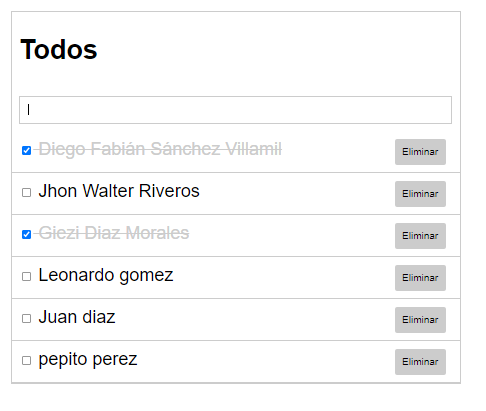 Todos
Diego Fabián Sánchez Villamil Eliminar
Jhon Walter Riveros Eliminar
Giezi Diaz Morales Eliminar
Leonardo gomez Eliminar
Juan diaz Eliminar
pepito perez Eliminar